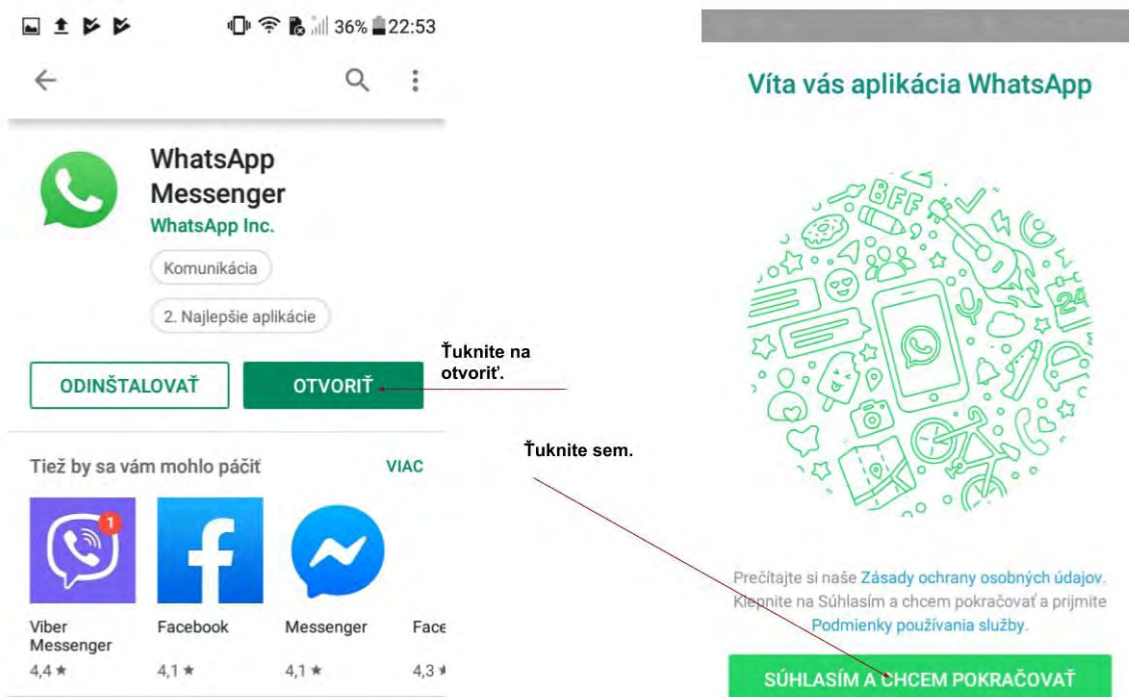 36% 22:53
WhatsApp
Messenger
WhatsApp Inc.
Komunikácia
2. Najlepšie aplikácie
ODINŠTALOVAŤ
OTVORIŤ
Ťuknite na
otvoriť.
Tiež by sa vám mohlo páčiť
VIAC
1
Viber
Messenger
Facebook
Messenger
Face
4,4 ★
4,1 ★
4,1 ★
4,3 ★
Ťuknite sem.
Víta vás aplikácia WhatsApp
BFF
24
Prečítajte si naše Zásady ochrany osobných údajov.
Klepnite na Súhlasím a chcem pokračovať a prijmite
Podmienky používania služby.
SÚHLASÍM A CHCEM POKRAČOVAŤ